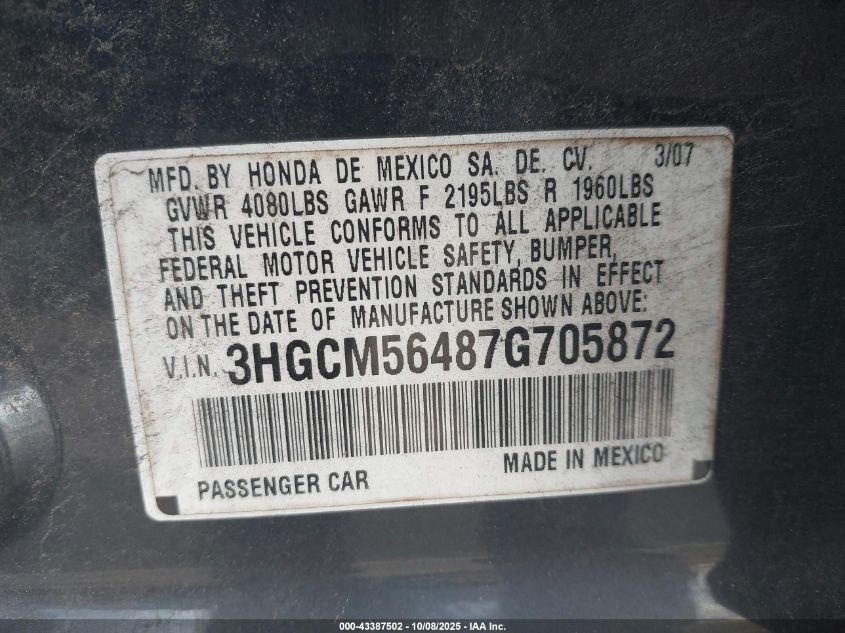 MFD. BY HONDA DE MEXICO SA. DE. CV. 3/07
GVWR 4080LBS GAWR F 2195LBS R 1960LBS
THIS VEHICLE CONFORMS TO ALL APPLICABLE
FEDERAL MOTOR VEHICLE SAFETY, BUMPER,
AND THEFT PREVENTION STANDARDS IN EFFECT
ON THE DATE OF MANUFACTURE SHOWN ABOVE:
V.I.N. 3HGCM56487G705872
PASSENGER CAR MADE IN MEXICO
000-43387502 - 10/08/2025 - IAA Inc.